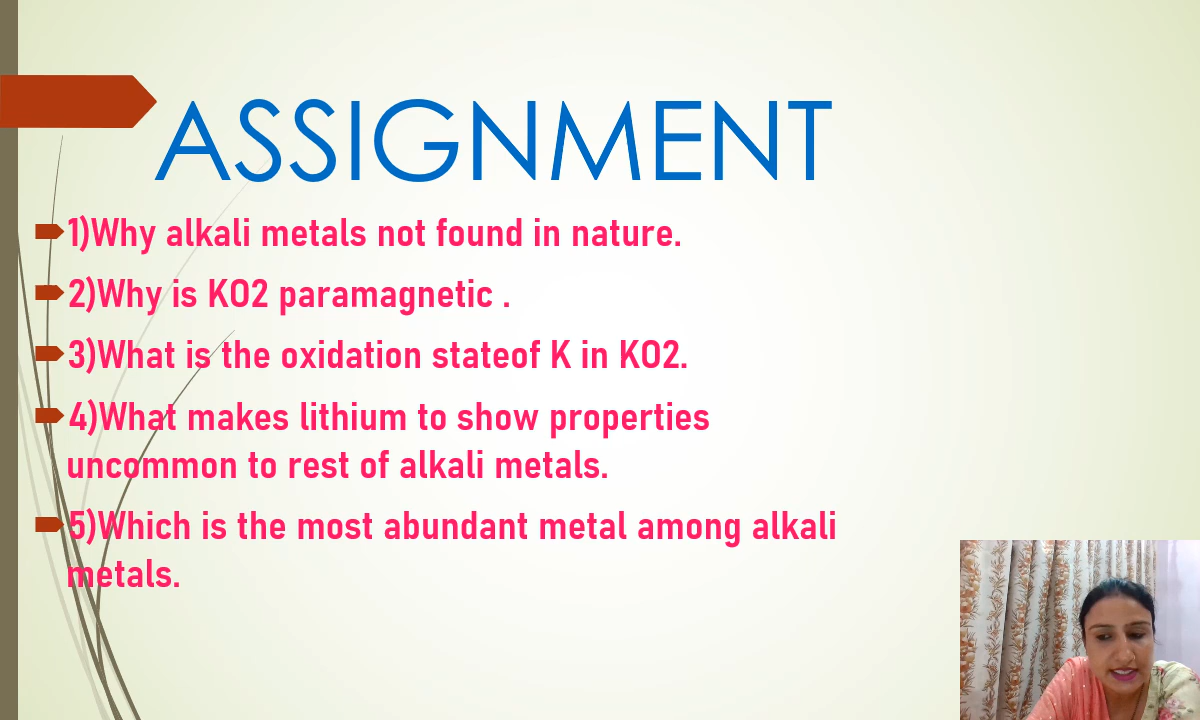 ASSIGNMENT
1)Why alkali metals not found in nature.
2)Why is KO2 paramagnetic .
3)What is the oxidation stateof K in KO2.
4)What makes lithium to show properties
uncommon to rest of alkali metals.
5)Which is the most abundant metal among alkali
metals.